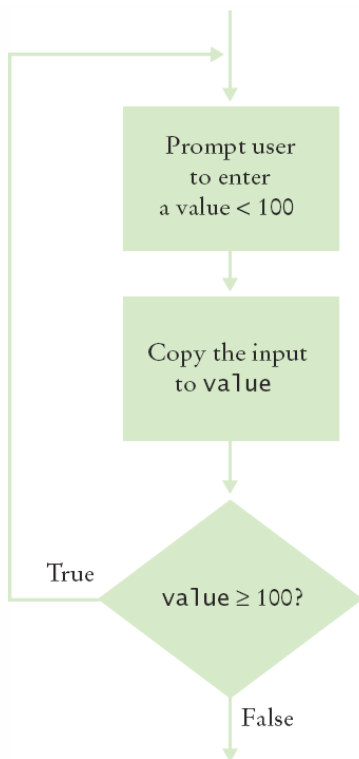 Prompt user
to enter
a value < 100
Copy the input
to value
True
value ≥ 100?
False